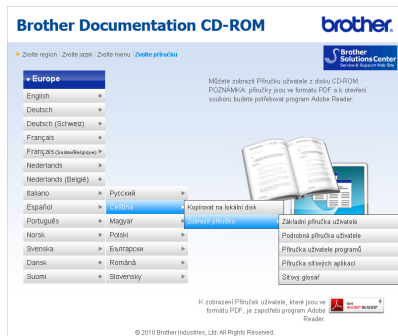 Brother Documentation CD-ROM
brother.
Zvolte region | Zvolte jazyk | Zvolte menu | Zvolte příručku
Brother
Solutions Center
Service & Support Web Site
Europe
English
Deutsch
Deutsch (Schweiz)
Français
Français (Suisse/Belgique)
Nederlands
Nederlands (België)
Italiano
Español
Português
Norsk
Svenska
Dansk
Suomi
Русский
Čeština
Magyar
Polski
Български
Română
Slovensky
Kopírovat na lokální disk
Zobrazit příručku
Základní příručka uživatele
Podrobná příručka uživatele
Příručka uživatele programů
Příručka síťových aplikací
Síťový glosář
Můžete zobrazit Příručku uživatele z disku CD-ROM.
POZNÁMKA: příručky jsou ve formátu PDF a k otevření
souboru budete potřebovat program Adobe Reader.
K zobrazení Příruček uživatele, které jsou ve
formátu PDF, je zapotřebí program Adobe
Reader.
Get
ADOBE® READER®
© 2010 Brother Industries, Ltd. All Rights Reserved.